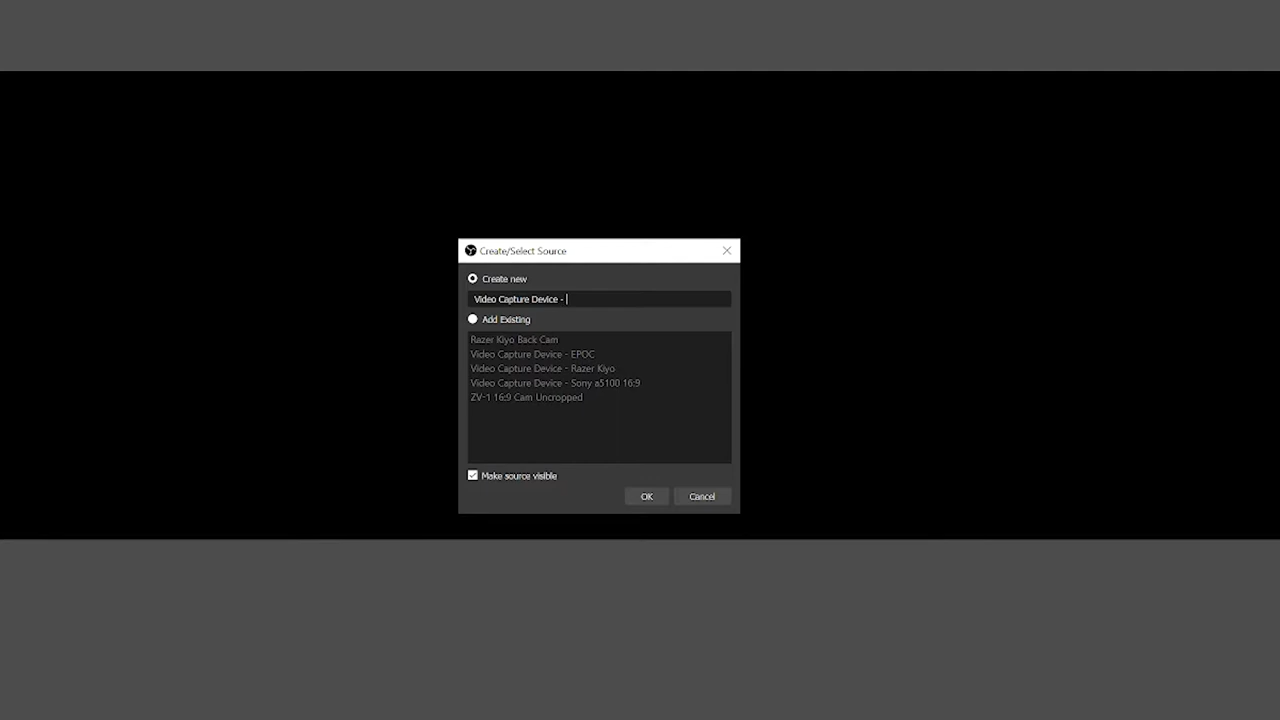 Create/Select Source
Create new
Video Capture Device -
Add Existing
Razer Kiyo Back Cam
Video Capture Device - EPOC
Video Capture Device - Razer Kiyo
Video Capture Device - Sony a5100 16:9
ZV-1 16:9 Cam Uncropped
Make source visible
OK Cancel